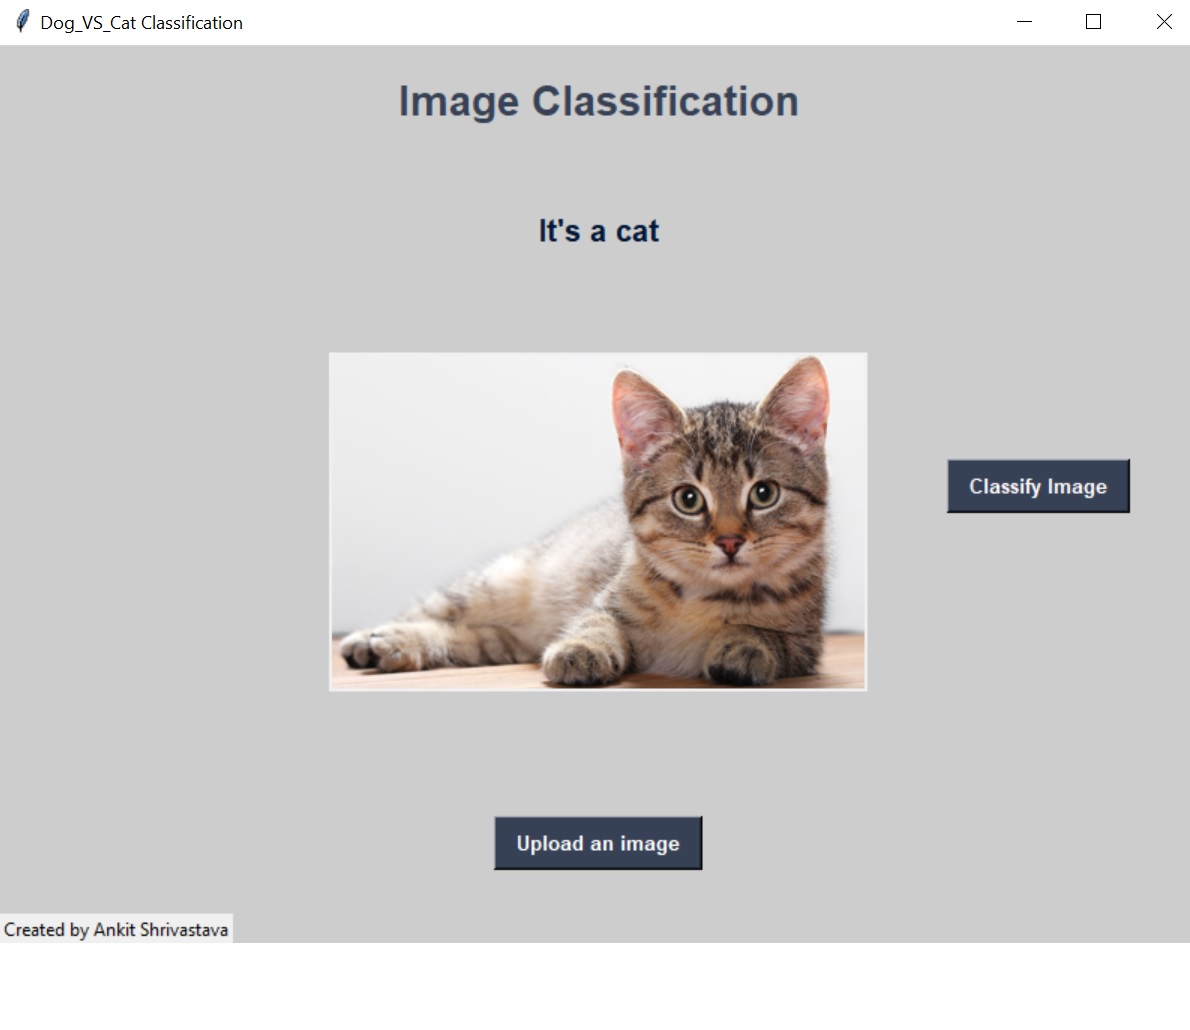 Dog_VS_Cat Classification
Image Classification
It's a cat
Classify Image
Upload an image
Created by Ankit Shrivastava